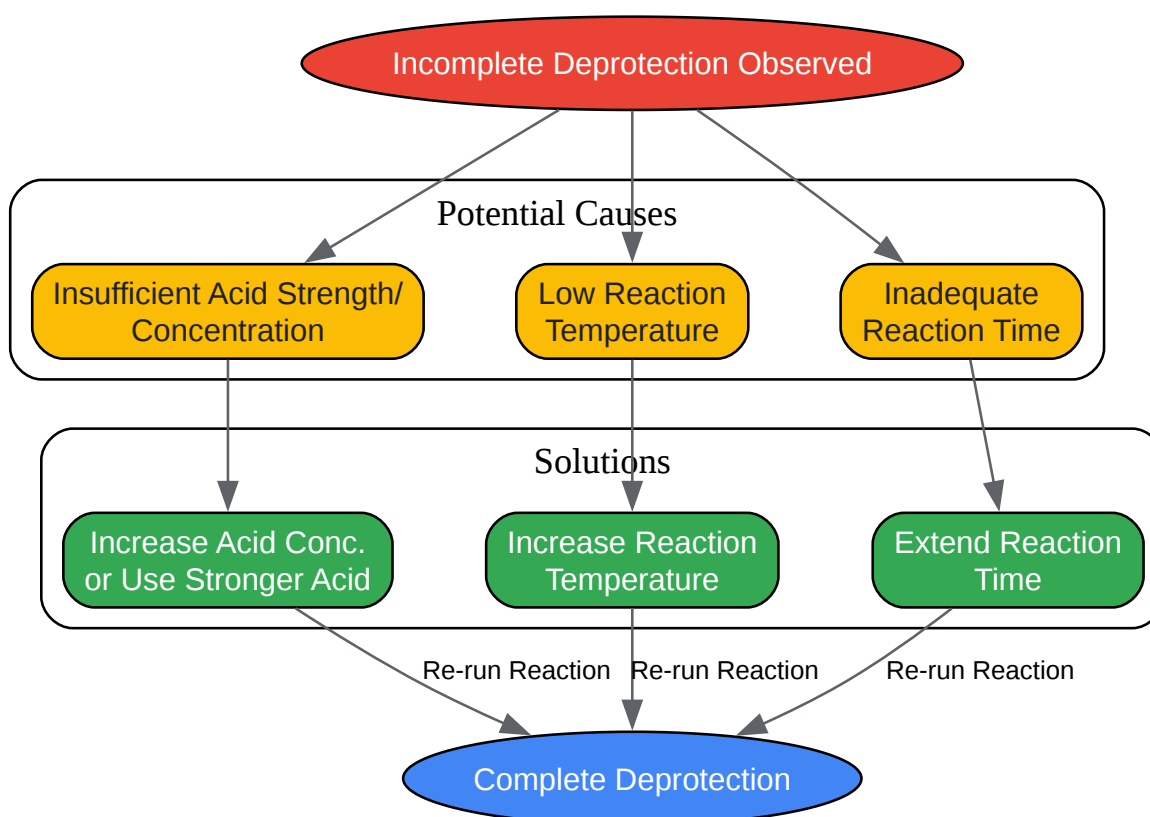 Incomplete Deprotection Observed
Potential Causes
Insufficient Acid Strength/
Concentration
Low Reaction
Temperature
Inadequate
Reaction Time
Solutions
Increase Acid Conc.
or Use Stronger Acid
Increase Reaction
Temperature
Extend Reaction
Time
Re-run Reaction
Re-run Reaction
Re-run Reaction
Complete Deprotection